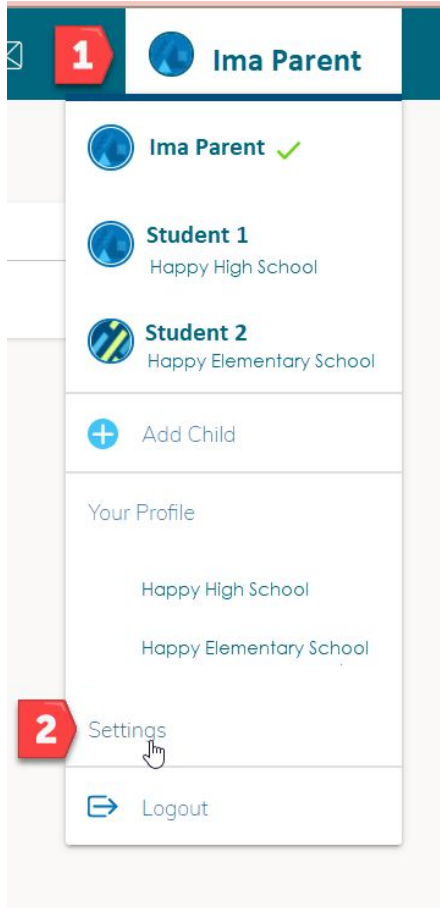 1
Ima Parent
Ima Parent
Student 1
Happy High School
Student 2
Happy Elementary School
Add Child
Your Profile
Happy High School
Happy Elementary School
2
Settings
Logout